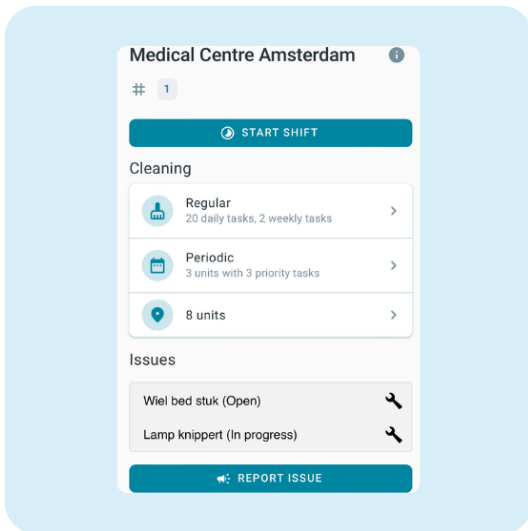 Medical Centre Amsterdam
# 1
START SHIFT
Cleaning
Regular
20 daily tasks, 2 weekly tasks
Periodic
3 units with 3 priority tasks
8 units
Issues
Wiel bed stuk (Open)
Lamp knippert (In progress)
REPORT ISSUE